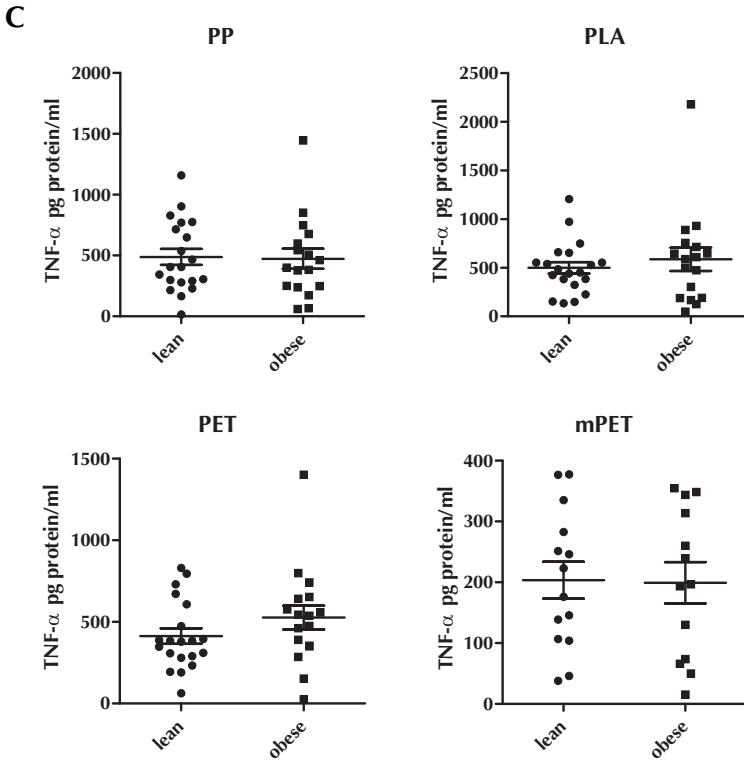 C
PP
TNF-α pg protein/ml
2000
1500
1000
500
0
lean
obese
PLA
TNF-α pg protein/ml
2500
2000
1500
1000
500
0
lean
obese
PET
TNF-α pg protein/ml
1500
1000
500
0
lean
obese
mPET
TNF-α pg protein/ml
400
300
200
100
0
lean
obese